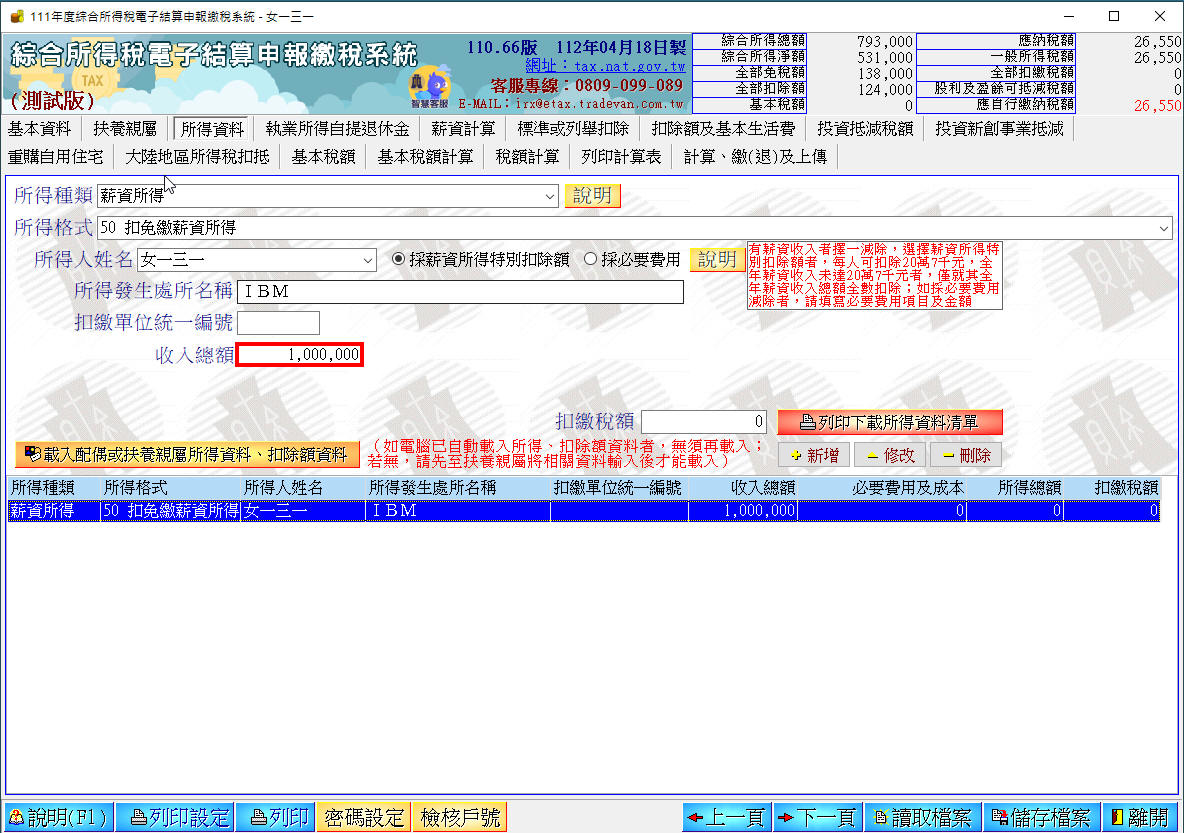 111年度綜合所得稅電子結算申報繳稅系統 - 女一三一
綜合所得稅電子結算申報繳稅系統
TAX
(測試版)
110.66版 112年04月18日製
網址：tax.nat.gov.tw
客服專線：0809-099-089
E-MAIL：irx@etax.tradevan.com.tw
智慧客服
綜合所得總額 793,000 應納稅額 26,550
綜合所得淨額 531,000 一般所得稅額 26,550
全部免稅額 138,000 全部扣繳稅額 0
全部扣除額 124,000 股利及盈餘可抵減稅額 0
基本稅額 0 應自行繳納稅額 26,550
基本資料 扶養親屬 所得資料 執業所得自提退休金 薪資計算 標準或列舉扣除 扣除額及基本生活費 投資抵減稅額 投資新創事業抵減
重購自用住宅 大陸地區所得稅扣抵 基本稅額 基本稅額計算 稅額計算 列印計算表 計算、繳(退)及上傳
所得種類 薪資所得 說明
所得格式 50 扣免繳薪資所得
所得人姓名 女一三一 採薪資所得特別扣除額 採必要費用 說明
有薪資收入者擇一減除，選擇薪資所得特
別扣除額者，每人可扣除20萬7千元，全
年薪資收入未達20萬7千元者，僅就其全
年薪資收入總額全數扣除；如採必要費用
減除者，請填寫必要費用項目及金額
所得發生處所名稱 ＩＢＭ
扣繳單位統一編號
收入總額 1,000,000
扣繳稅額 0 列印下載所得資料清單
載入配偶或扶養親屬所得資料、扣除額資料
（如電腦已自動載入所得、扣除額資料者，無須再載入；
若無，請先至扶養親屬將相關資料輸入後才能載入）
新增 修改 刪除
所得種類 所得格式 所得人姓名 所得發生處所名稱 扣繳單位統一編號 收入總額 必要費用及成本 所得總額 扣繳稅額
薪資所得 50 扣免繳薪資所得 女一三一 ＩＢＭ 1,000,000 0 0 0
說明(F1) 列印設定 列印 密碼設定 檢核戶號 上一頁 下一頁 讀取檔案 儲存檔案 離開